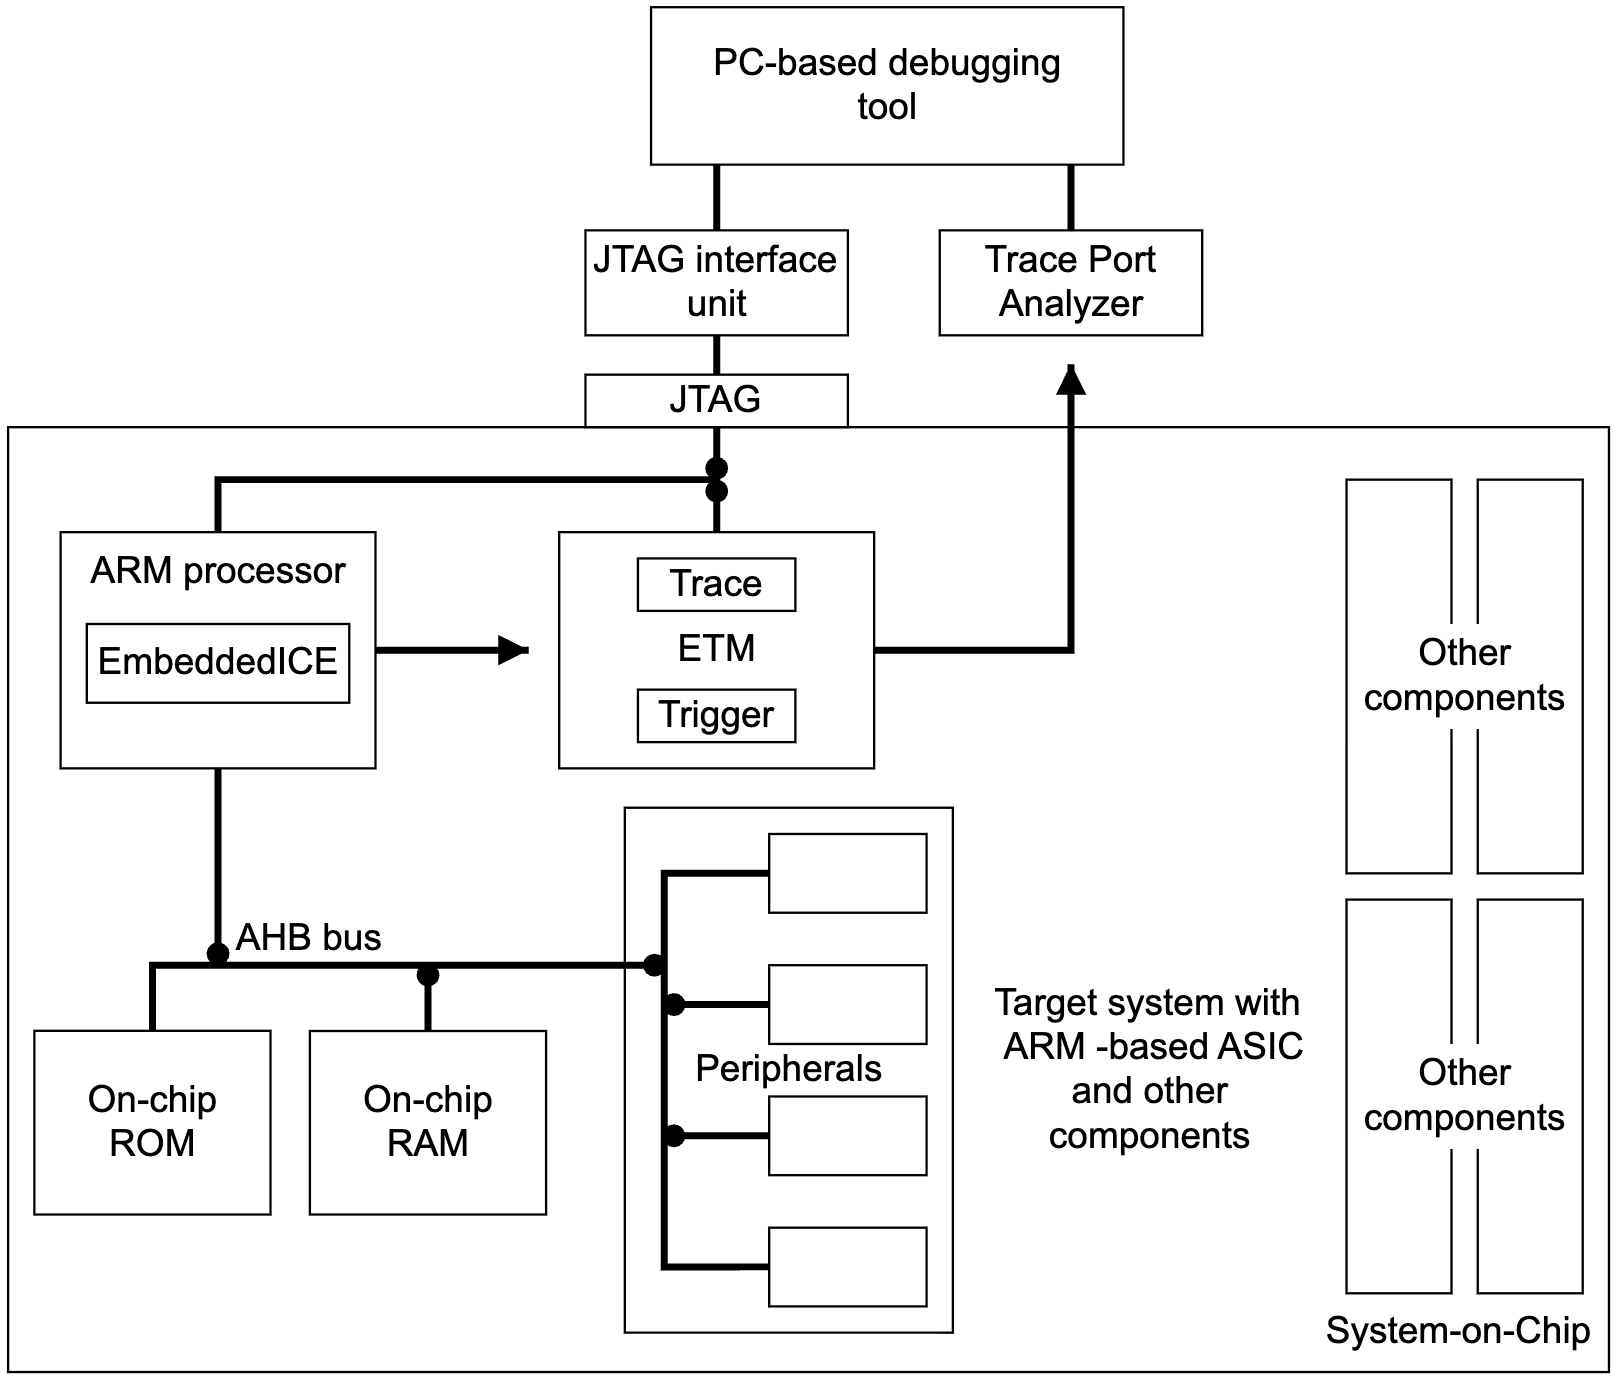 PC-based debugging
tool
JTAG interface
unit
Trace Port
Analyzer
JTAG
ARM processor
EmbeddedICE
Trace
ETM
Trigger
Other
components
AHB bus
On-chip
ROM
On-chip
RAM
Peripherals
Target system with
ARM -based ASIC
and other
components
Other
components
System-on-Chip